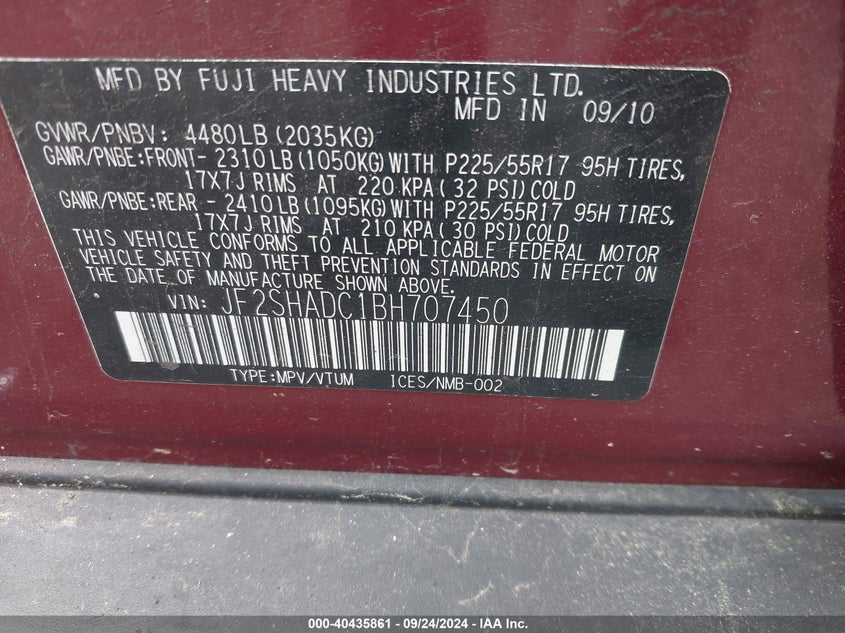 MFD BY FUJI HEAVY INDUSTRIES LTD.
MFD IN 09/10
GVWR/PNBV: 4480LB(2035KG)
GAWR/PNBE:FRONT- 2310LB(1050KG)WITH P225/55R17 95H TIRES,
17X7J RIMS AT 220 KPA(32 PSI)COLD
GAWR/PNBE:REAR - 2410LB(1095KG)WITH P225/55R17 95H TIRES,
17X7J RIMS AT 210 KPA(30 PSI)COLD
THIS VEHICLE CONFORMS TO ALL APPLICABLE FEDERAL MOTOR
VEHICLE SAFETY AND THEFT PREVENTION STANDARDS IN EFFECT ON
THE DATE OF MANUFACTURE SHOWN ABOVE.
VIN: JF2SHADC1BH707450
TYPE:MPV/VTUM ICES/NMB-002
000-40435861 - 09/24/2024 - IAA Inc.